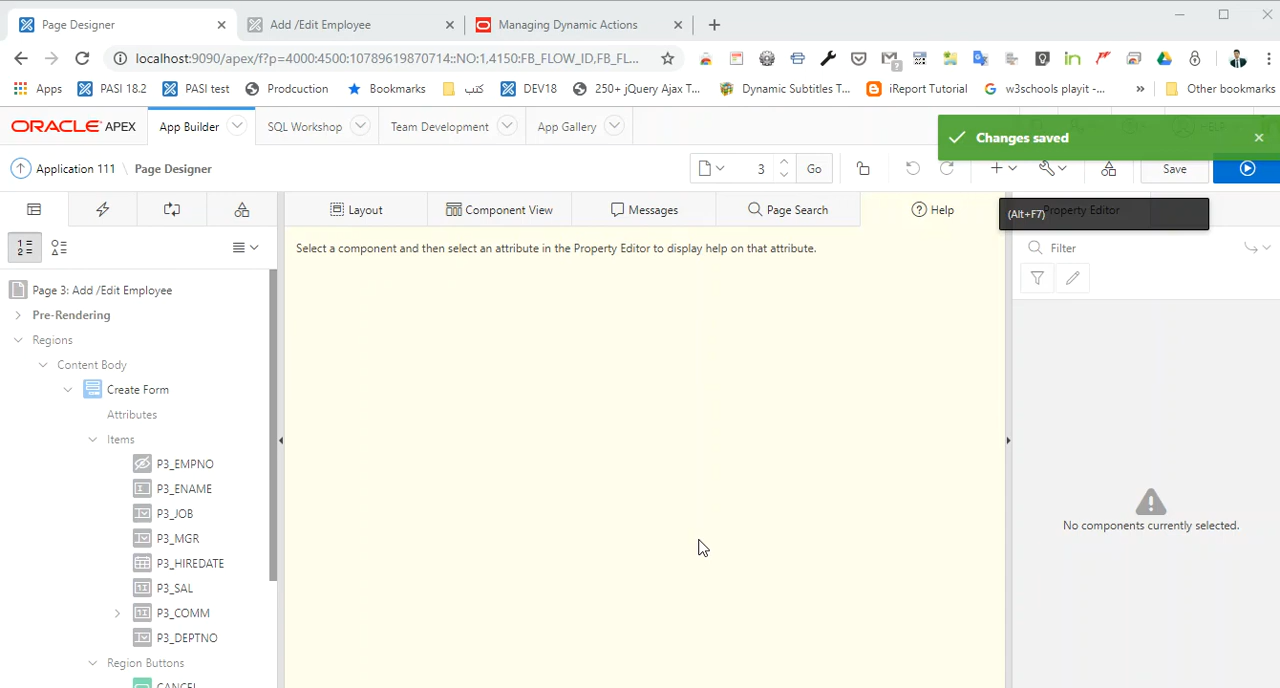 Page Designer
Add /Edit Employee
Managing Dynamic Actions
localhost:9090/apex/f?p=4000:4500:10789619870714::NO:1,4150:FB_FLOW_ID,FB_FL...
Apps
PASI 18.2
PASI test
Prodcuction
Bookmarks
كتب
DEV18
250+ jQuery Ajax T...
Dynamic Subtitles T...
iReport Tutorial
w3schools playit -...
»
Other bookmarks
ORACLE APEX
App Builder
SQL Workshop
Team Development
App Gallery
Changes saved
Application 111 \ Page Designer
3
Go
Save
Layout
Component View
Messages
Page Search
Help
(Alt+F7)
Property Editor
Select a component and then select an attribute in the Property Editor to display help on that attribute.
Filter
Page 3: Add /Edit Employee
Pre-Rendering
Regions
Content Body
Create Form
Attributes
Items
P3_EMPNO
P3_ENAME
P3_JOB
P3_MGR
P3_HIREDATE
P3_SAL
P3_COMM
P3_DEPTNO
Region Buttons
CANCEL
No components currently selected.